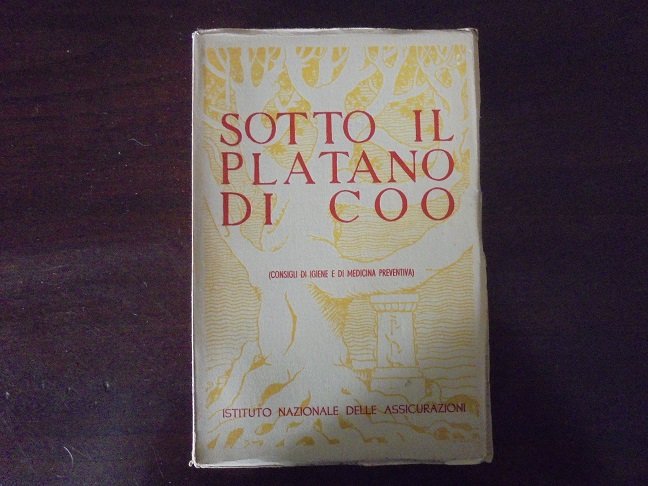 SOTTO IL
PLATANO
DI COO
(CONSIGLI DI IGIENE E DI MEDICINA PREVENTIVA)
ISTITUTO NAZIONALE DELLE ASSICURAZIONI